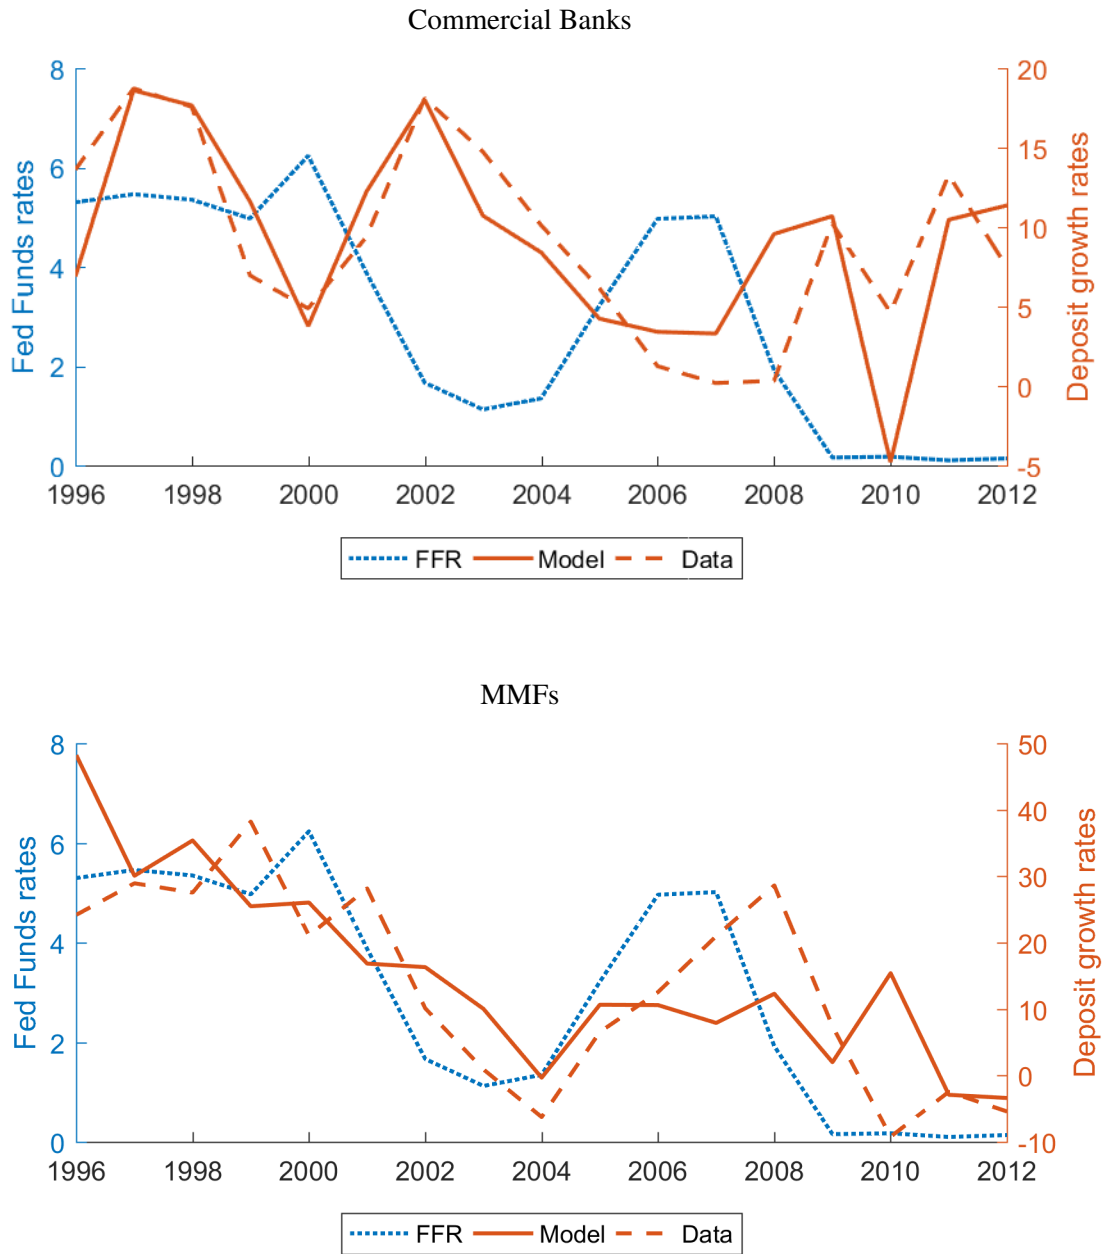 Commercial Banks
8
6
4
2
0
Fed Funds rates
20
15
10
5
0
-5
Deposit growth rates
1996 1998 2000 2002 2004 2006 2008 2010 2012
FFR Model Data
MMFs
8
6
4
2
0
Fed Funds rates
50
40
30
20
10
0
-10
Deposit growth rates
1996 1998 2000 2002 2004 2006 2008 2010 2012
FFR Model Data